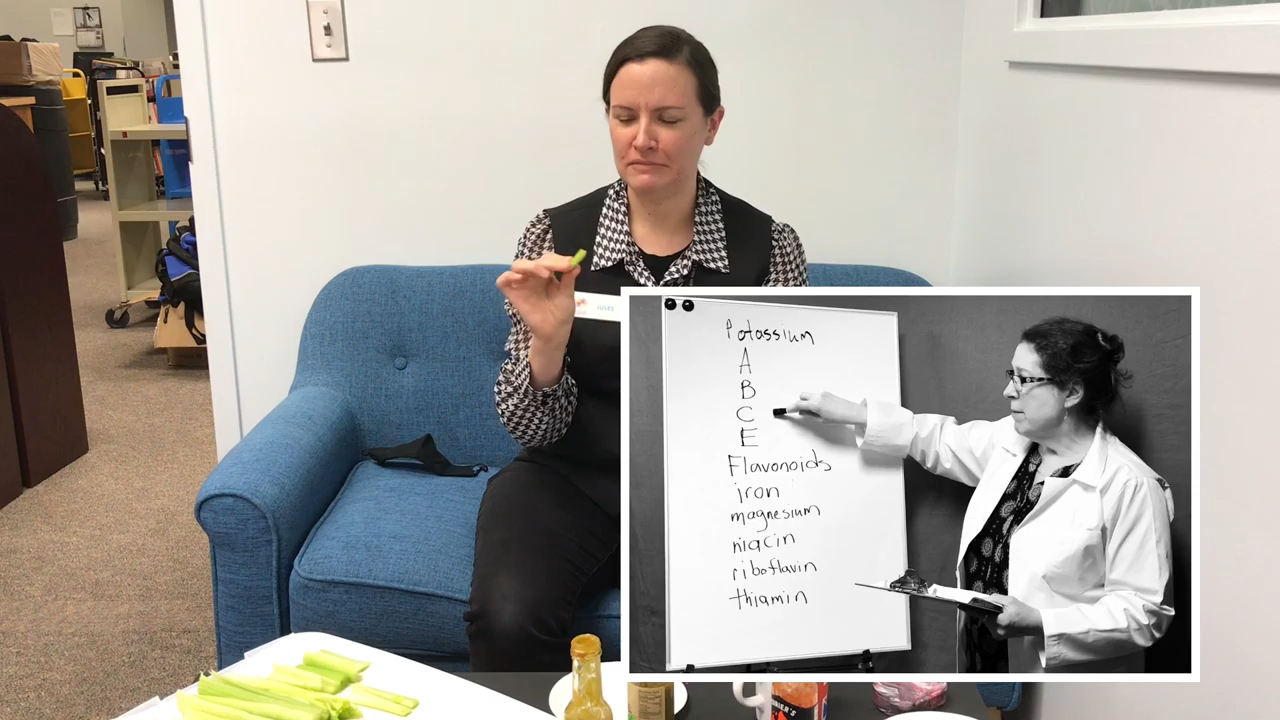 Potassium
A
B
C
E
Flavonoids
iron
magnesium
niacin
riboflavin
thiamin